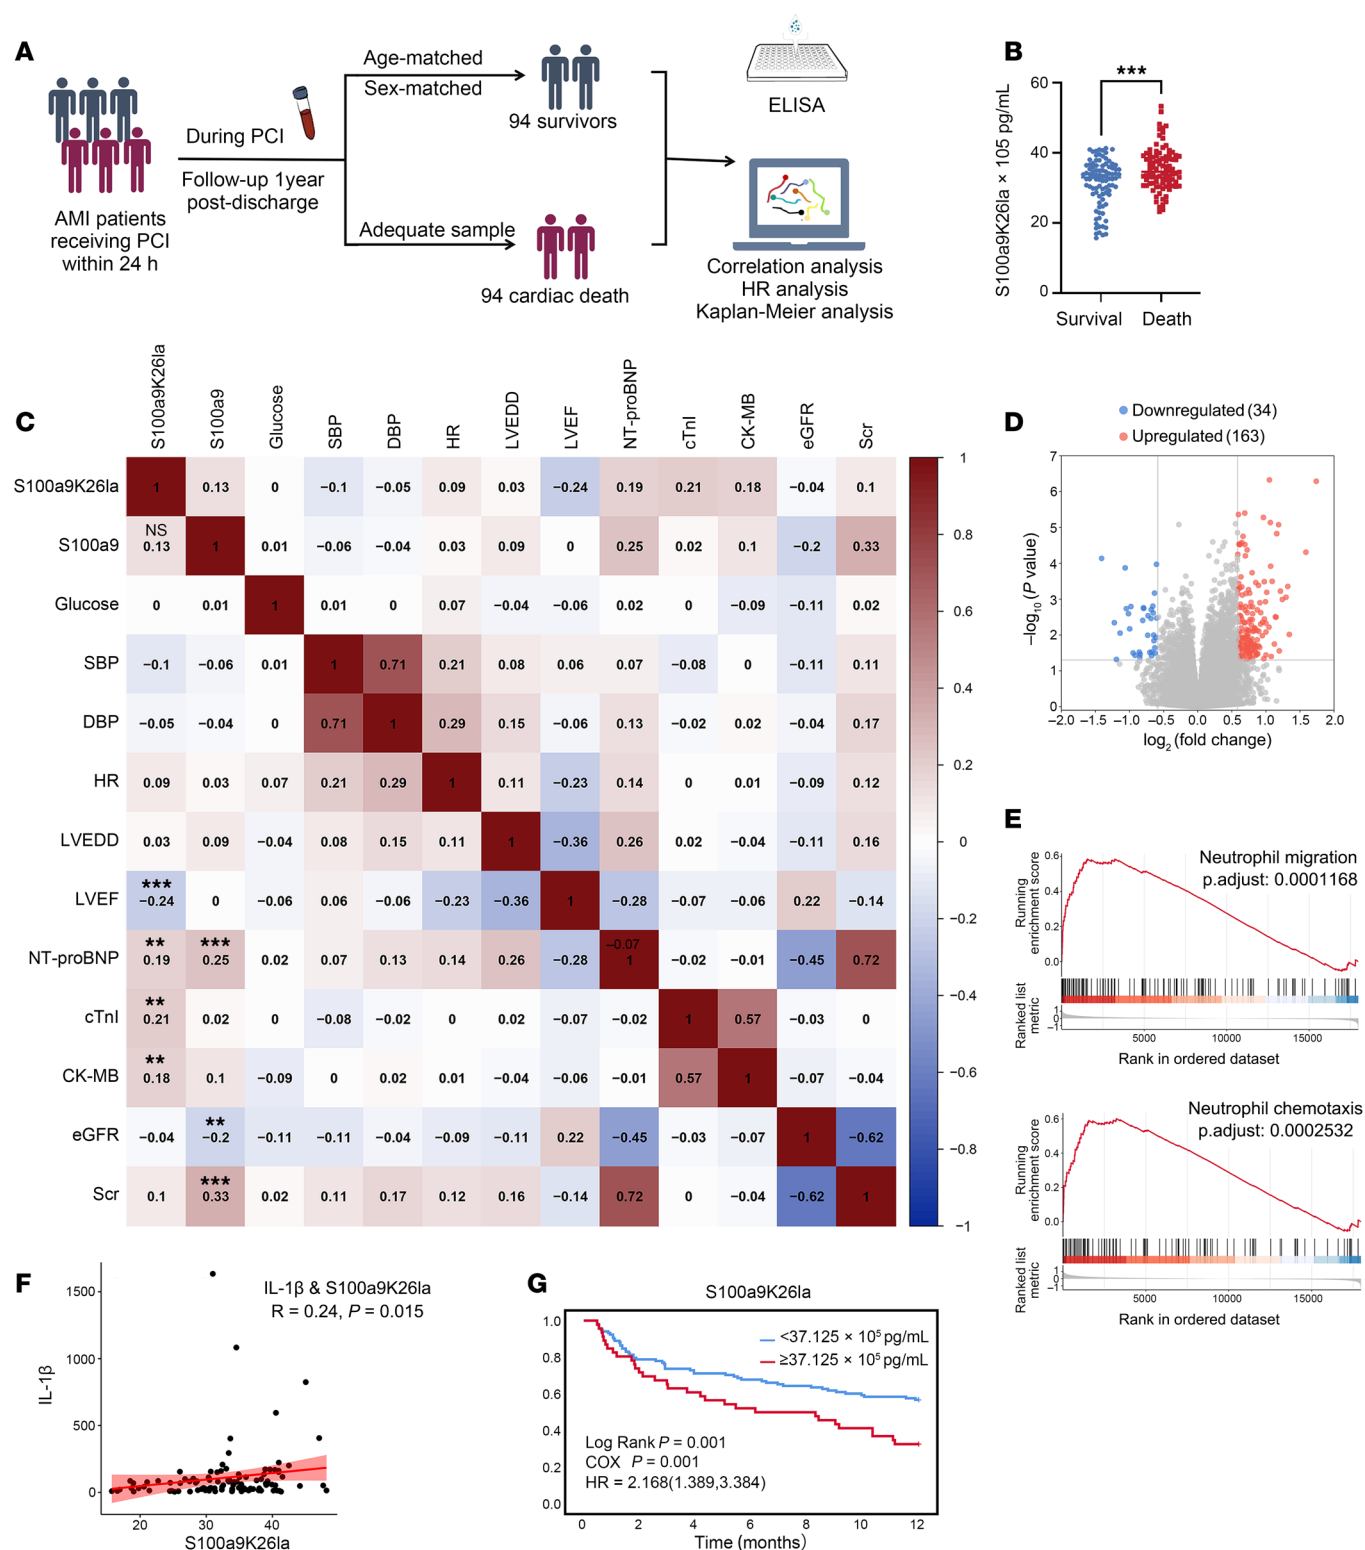 A
AMI patients
receiving PCI
within 24 h
During PCI
Follow-up 1year
post-discharge
Age-matched
Sex-matched
94 survivors
Adequate sample
94 cardiac death
ELISA
Correlation analysis
HR analysis
Kaplan-Meier analysis
B
S100a9K26la × 105 pg/mL
***
60
40
20
0
Survival Death
C
S100a9K26la S100a9 Glucose SBP DBP HR LVEDD LVEF NT-proBNP cTnI CK-MB eGFR Scr
S100a9K26la 1 0.13 0 −0.1 −0.05 0.09 0.03 −0.24 0.19 0.21 0.18 −0.04 0.1
NS
S100a9 0.13 1 0.01 −0.06 −0.04 0.03 0.09 0 0.25 0.02 0.1 −0.2 0.33
Glucose 0 0.01 1 0.01 0 0.07 −0.04 −0.06 0.02 0 −0.09 −0.11 0.02
SBP −0.1 −0.06 0.01 1 0.71 0.21 0.08 0.06 0.07 −0.08 0 −0.11 0.11
DBP −0.05 −0.04 0 0.71 1 0.29 0.15 −0.06 0.13 −0.02 0.02 −0.04 0.17
HR 0.09 0.03 0.07 0.21 0.29 1 0.11 −0.23 0.14 0 0.01 −0.09 0.12
LVEDD 0.03 0.09 −0.04 0.08 0.15 0.11 1 −0.36 0.26 0.02 −0.04 −0.11 0.16
***
LVEF −0.24 0 −0.06 0.06 −0.06 −0.23 −0.36 1 −0.28 −0.07 −0.06 0.22 −0.14
** *** −0.07
NT-proBNP 0.19 0.25 0.02 0.07 0.13 0.14 0.26 −0.28 1 −0.02 −0.01 −0.45 0.72
**
cTnI 0.21 0.02 0 −0.08 −0.02 0 0.02 −0.07 −0.02 1 0.57 −0.03 0
**
CK-MB 0.18 0.1 −0.09 0 0.02 0.01 −0.04 −0.06 −0.01 0.57 1 −0.07 −0.04
**
eGFR −0.04 −0.2 −0.11 −0.11 −0.04 −0.09 −0.11 0.22 −0.45 −0.03 −0.07 1 −0.62
***
Scr 0.1 0.33 0.02 0.11 0.17 0.12 0.16 −0.14 0.72 0 −0.04 −0.62 1
1
0.8
0.6
0.4
0.2
0
−0.2
−0.4
−0.6
−0.8
−1
D
Downregulated (34)
Upregulated (163)
−log10 (P value)
7
6
5
4
3
2
1
0
−2.0 −1.5 −1.0 −0.5 0.0 0.5 1.0 1.5 2.0
log2 (fold change)
E
Neutrophil migration
p.adjust: 0.0001168
Running
enrichment score
0.6
0.4
0.2
0.0
Ranked list
metric
1
0
−1
5000 10000 15000
Rank in ordered dataset
Neutrophil chemotaxis
p.adjust: 0.0002532
Running
enrichment score
0.6
0.4
0.2
0.0
Ranked list
metric
1
0
−1
5000 10000 15000
Rank in ordered dataset
F
IL-1β & S100a9K26la
R = 0.24, P = 0.015
IL-1β
1500
1000
500
0
20 30 40
S100a9K26la
G
S100a9K26la
<37.125 × 10⁵ pg/mL
≥37.125 × 10⁵ pg/mL
1.0
0.8
0.6
0.4
0.2
0.0
Log Rank P = 0.001
COX P = 0.001
HR = 2.168(1.389,3.384)
0 2 4 6 8 10 12
Time (months)